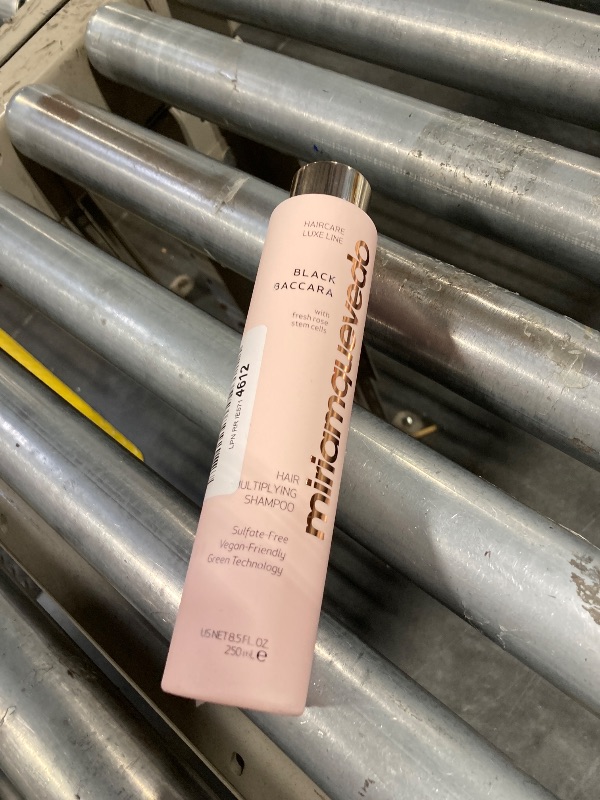 HAIRCARE
LUXE LINE
BLACK
BACCARA
with
fresh rose
stem cells
miriamquevedo
4612
HAIR
ULTIPLYING
SHAMPOO
Sulfate-Free
Vegan-Friendly
Green Technology
US NET 8.5 FL. OZ.
250 mL e